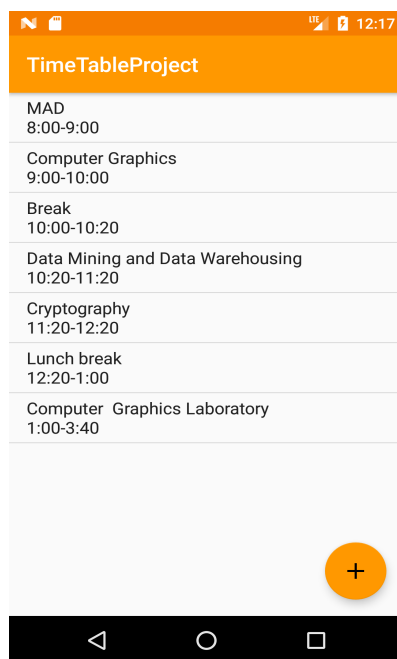 LTE 12:17
TimeTableProject
MAD
8:00-9:00
Computer Graphics
9:00-10:00
Break
10:00-10:20
Data Mining and Data Warehousing
10:20-11:20
Cryptography
11:20-12:20
Lunch break
12:20-1:00
Computer  Graphics Laboratory
1:00-3:40
+